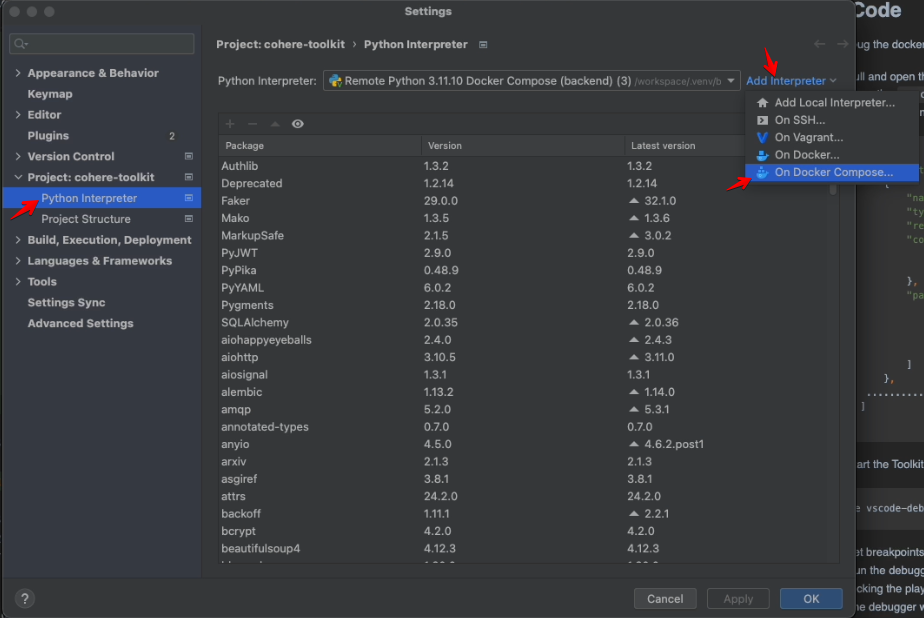 Settings
Code
Project: cohere-toolkit › Python Interpreter
Python Interpreter: Remote Python 3.11.10 Docker Compose (backend) (3) /workspace/.venv/b
Add Interpreter
Add Local Interpreter...
On SSH...
On Vagrant...
On Docker...
On Docker Compose...
Appearance & Behavior
Keymap
Editor
Plugins 2
Version Control
Project: cohere-toolkit
Python Interpreter
Project Structure
Build, Execution, Deployment
Languages & Frameworks
Tools
Settings Sync
Advanced Settings
Package Version Latest version
Authlib 1.3.2 1.3.2
Deprecated 1.2.14 1.2.14
Faker 29.0.0 32.1.0
Mako 1.3.5 1.3.6
MarkupSafe 2.1.5 3.0.2
PyJWT 2.9.0 2.9.0
PyPika 0.48.9 0.48.9
PyYAML 6.0.2 6.0.2
Pygments 2.18.0 2.18.0
SQLAlchemy 2.0.35 2.0.36
aiohappyeyeballs 2.4.0 2.4.3
aiohttp 3.10.5 3.11.0
aiosignal 1.3.1 1.3.1
alembic 1.13.2 1.14.0
amqp 5.2.0 5.3.1
annotated-types 0.7.0 0.7.0
anyio 4.5.0 4.6.2.post1
arxiv 2.1.3 2.1.3
asgiref 3.8.1 3.8.1
attrs 24.2.0 24.2.0
backoff 1.11.1 2.2.1
bcrypt 4.2.0 4.2.0
beautifulsoup4 4.12.3 4.12.3
? Cancel Apply OK
ug the docker
ull and open th
"na
"ty
"re
"co
},
"pa
]
},
..........
]
art the Toolkit
e vscode-deb
et breakpoints
un the debugg
cking the play
he debugger w